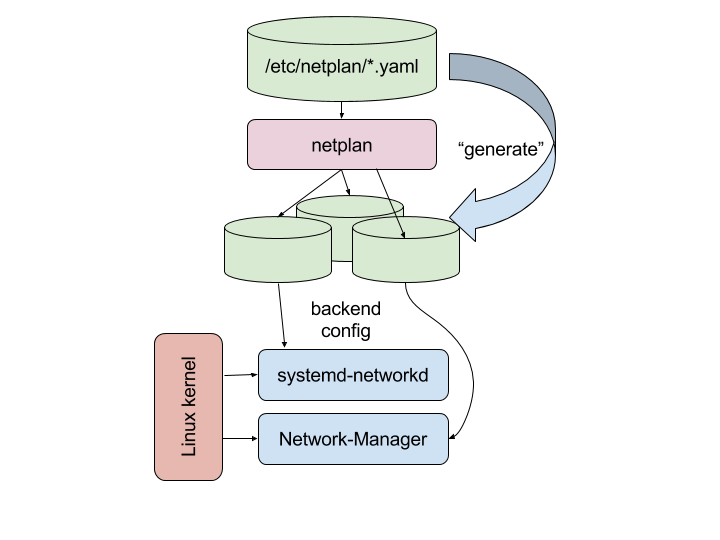 /etc/netplan/*.yaml
netplan
“generate”
backend
config
Linux kernel
systemd-networkd
Network-Manager